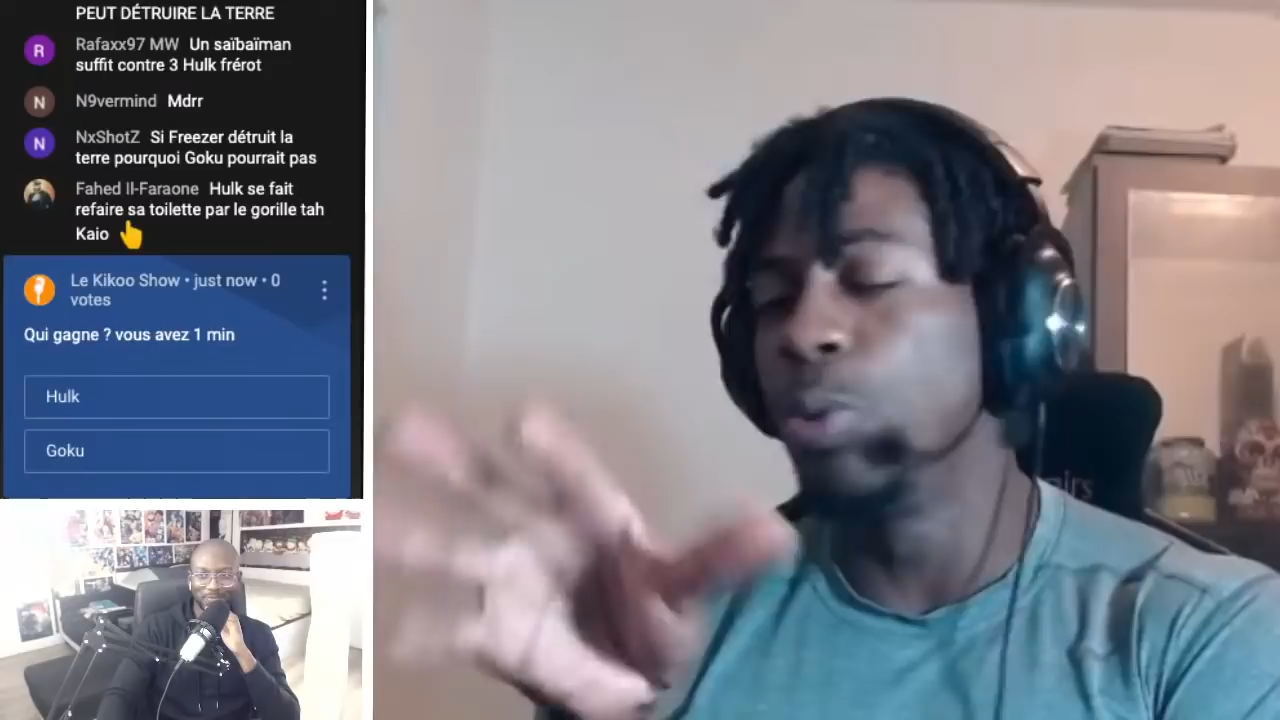 PEUT DÉTRUIRE LA TERRE
R
Rafaxx97 MW Un saïbaïman
suffit contre 3 Hulk frérot
N
N9vermind Mdrr
N
NxShotZ Si Freezer détruit la
terre pourquoi Goku pourrait pas
Fahed Il-Faraone Hulk se fait
refaire sa toilette par le gorille tah
Kaio 👆
Le Kikoo Show • just now • 0
votes
Qui gagne ? vous avez 1 min
Hulk
Goku